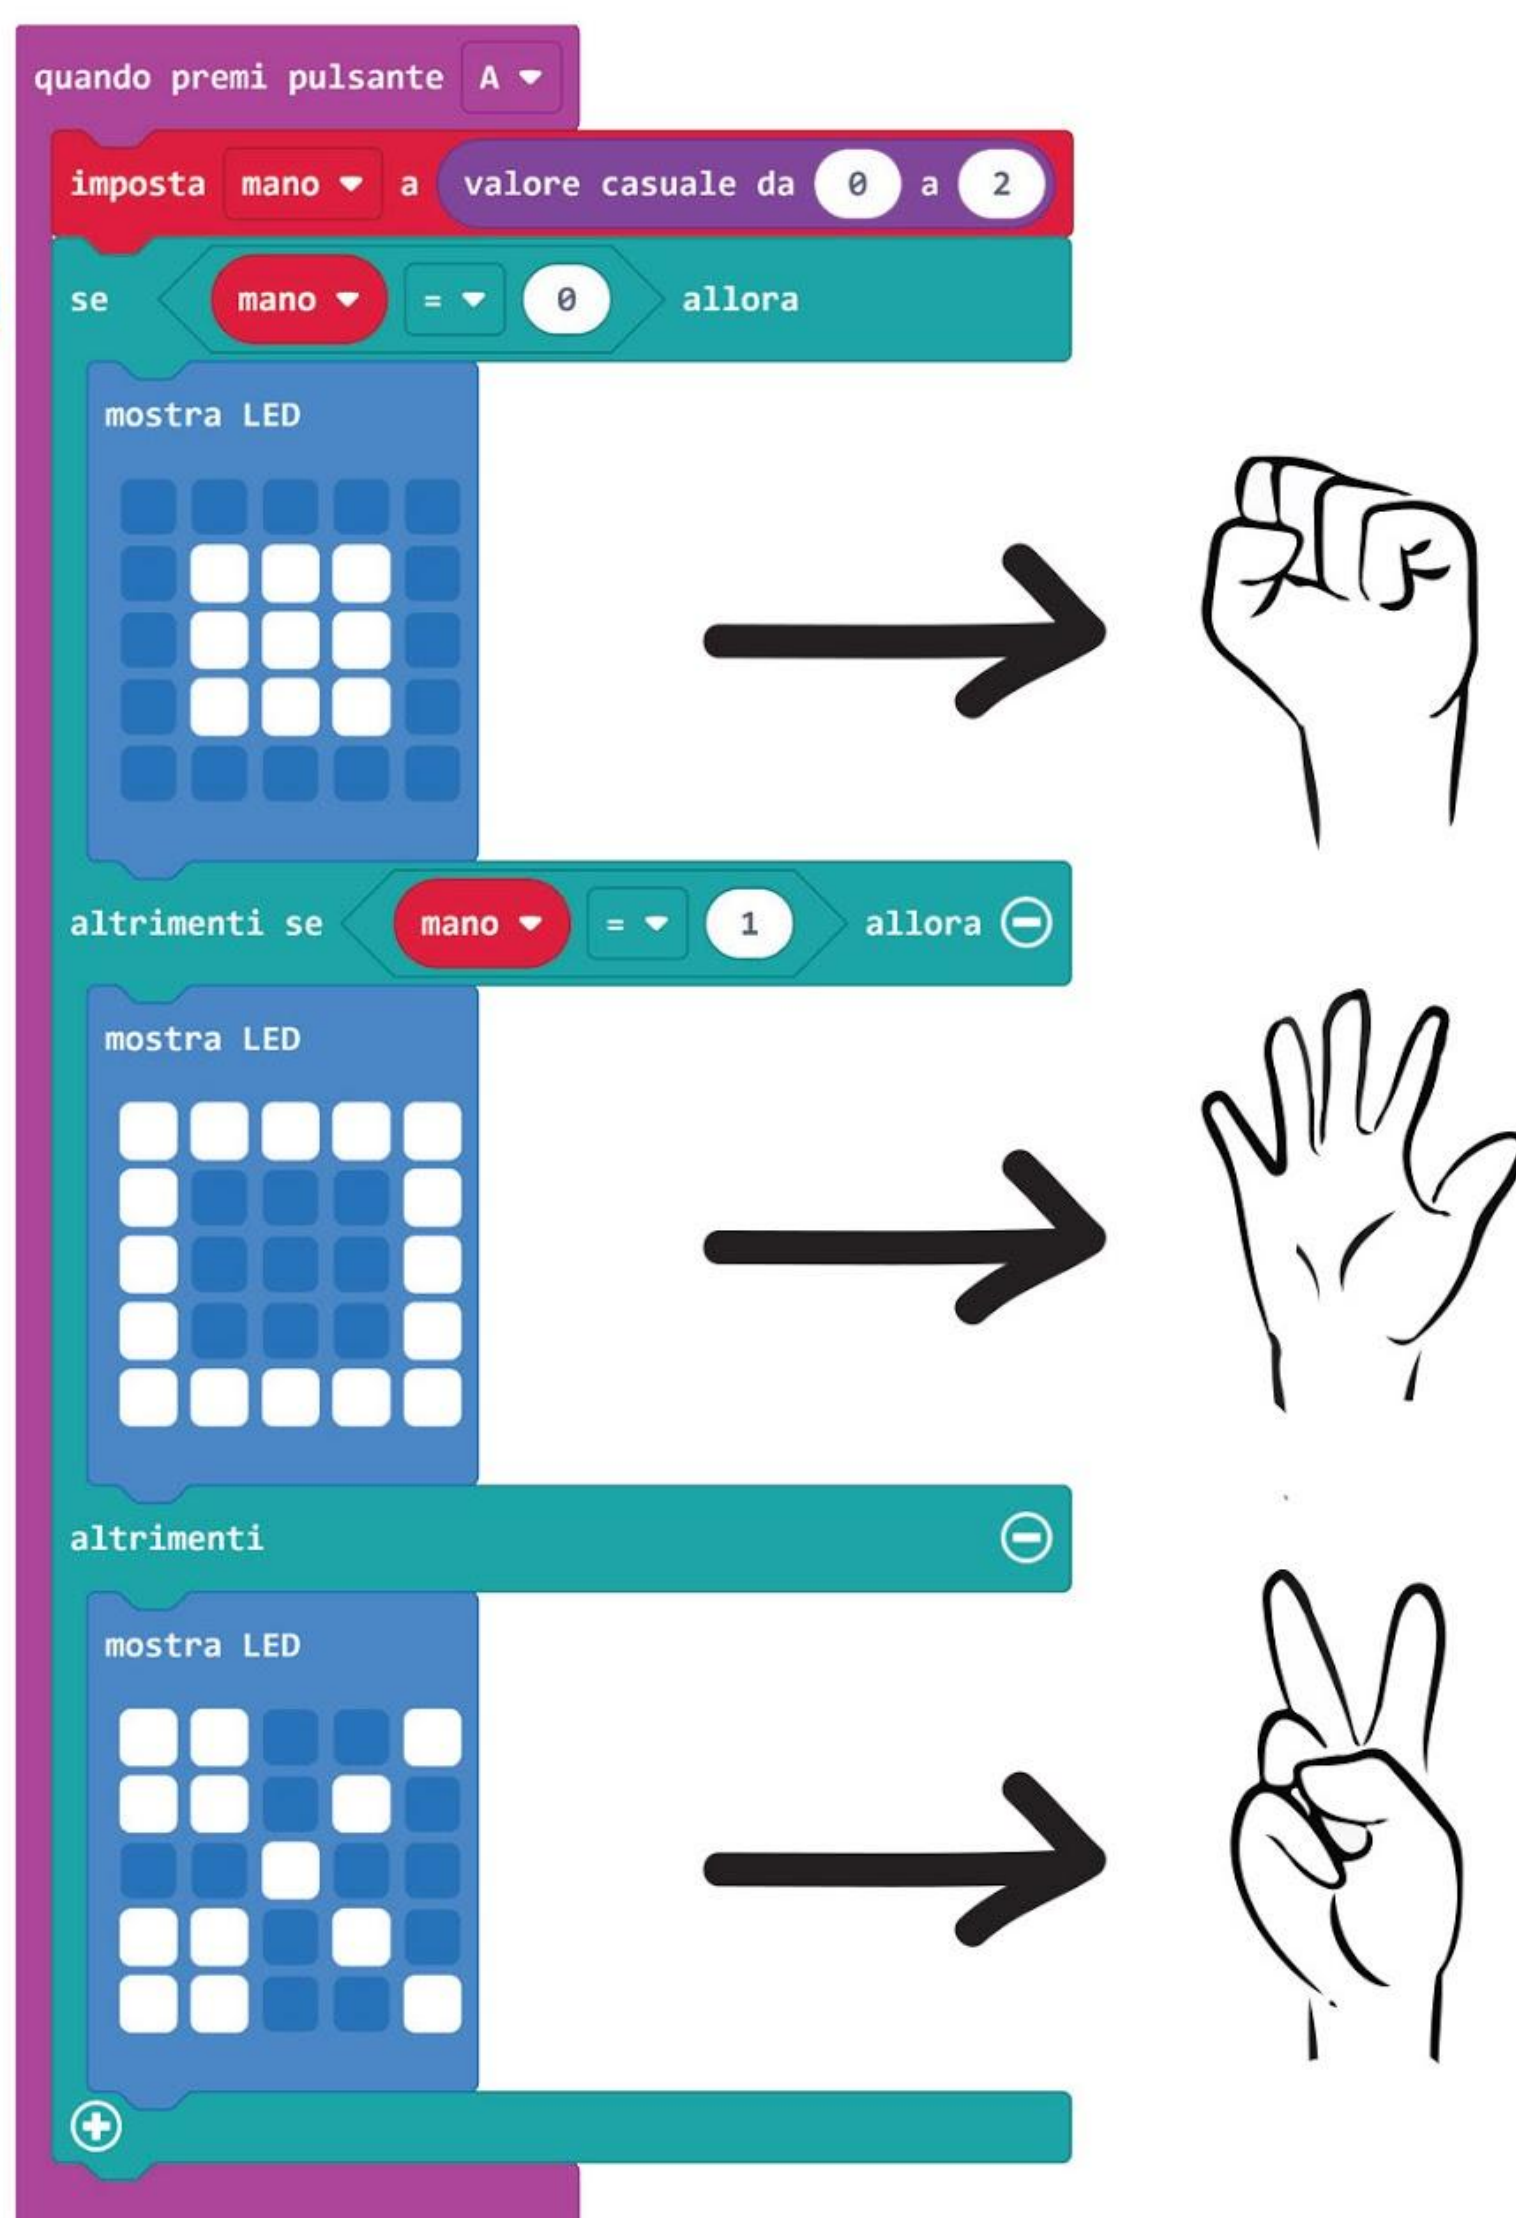 quando premi pulsante A
imposta mano a valore casuale da 0 a 2
se mano = 0 allora
mostra LED
altrimenti se mano = 1 allora
mostra LED
altrimenti
mostra LED